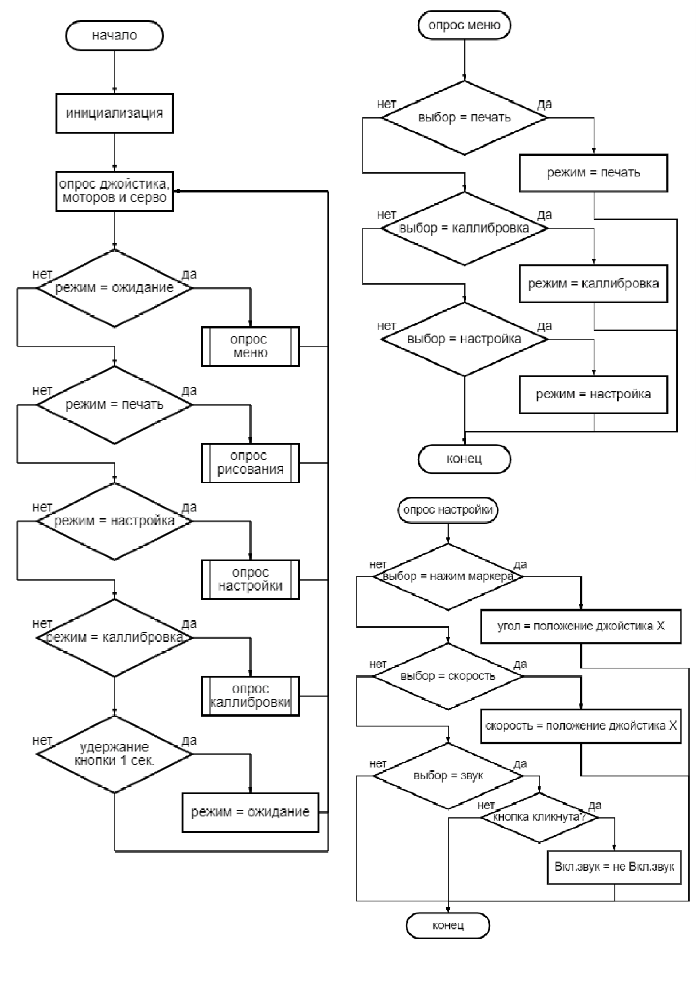 начало
инициализация
опрос джойстика,
моторов и серво
нет
да
режим = ожидание
опрос
меню
нет
да
режим = печать
опрос
рисования
нет
да
режим = настройка
опрос
настройки
нет
да
режим = каллибровка
опрос
каллибровки
нет
да
удержание
кнопки 1 сек.
режим = ожидание
опрос меню
нет
да
выбор = печать
режим = печать
нет
да
выбор = каллибровка
режим = каллибровка
нет
да
выбор = настройка
режим = настройка
конец
опрос настройки
нет
да
выбор = нажим маркера
угол = положение джойстика X
нет
да
выбор = скорость
скорость = положение джойстика X
нет
да
выбор = звук
нет
да
кнопка кликнута?
Вкл.звук = не Вкл.звук
конец